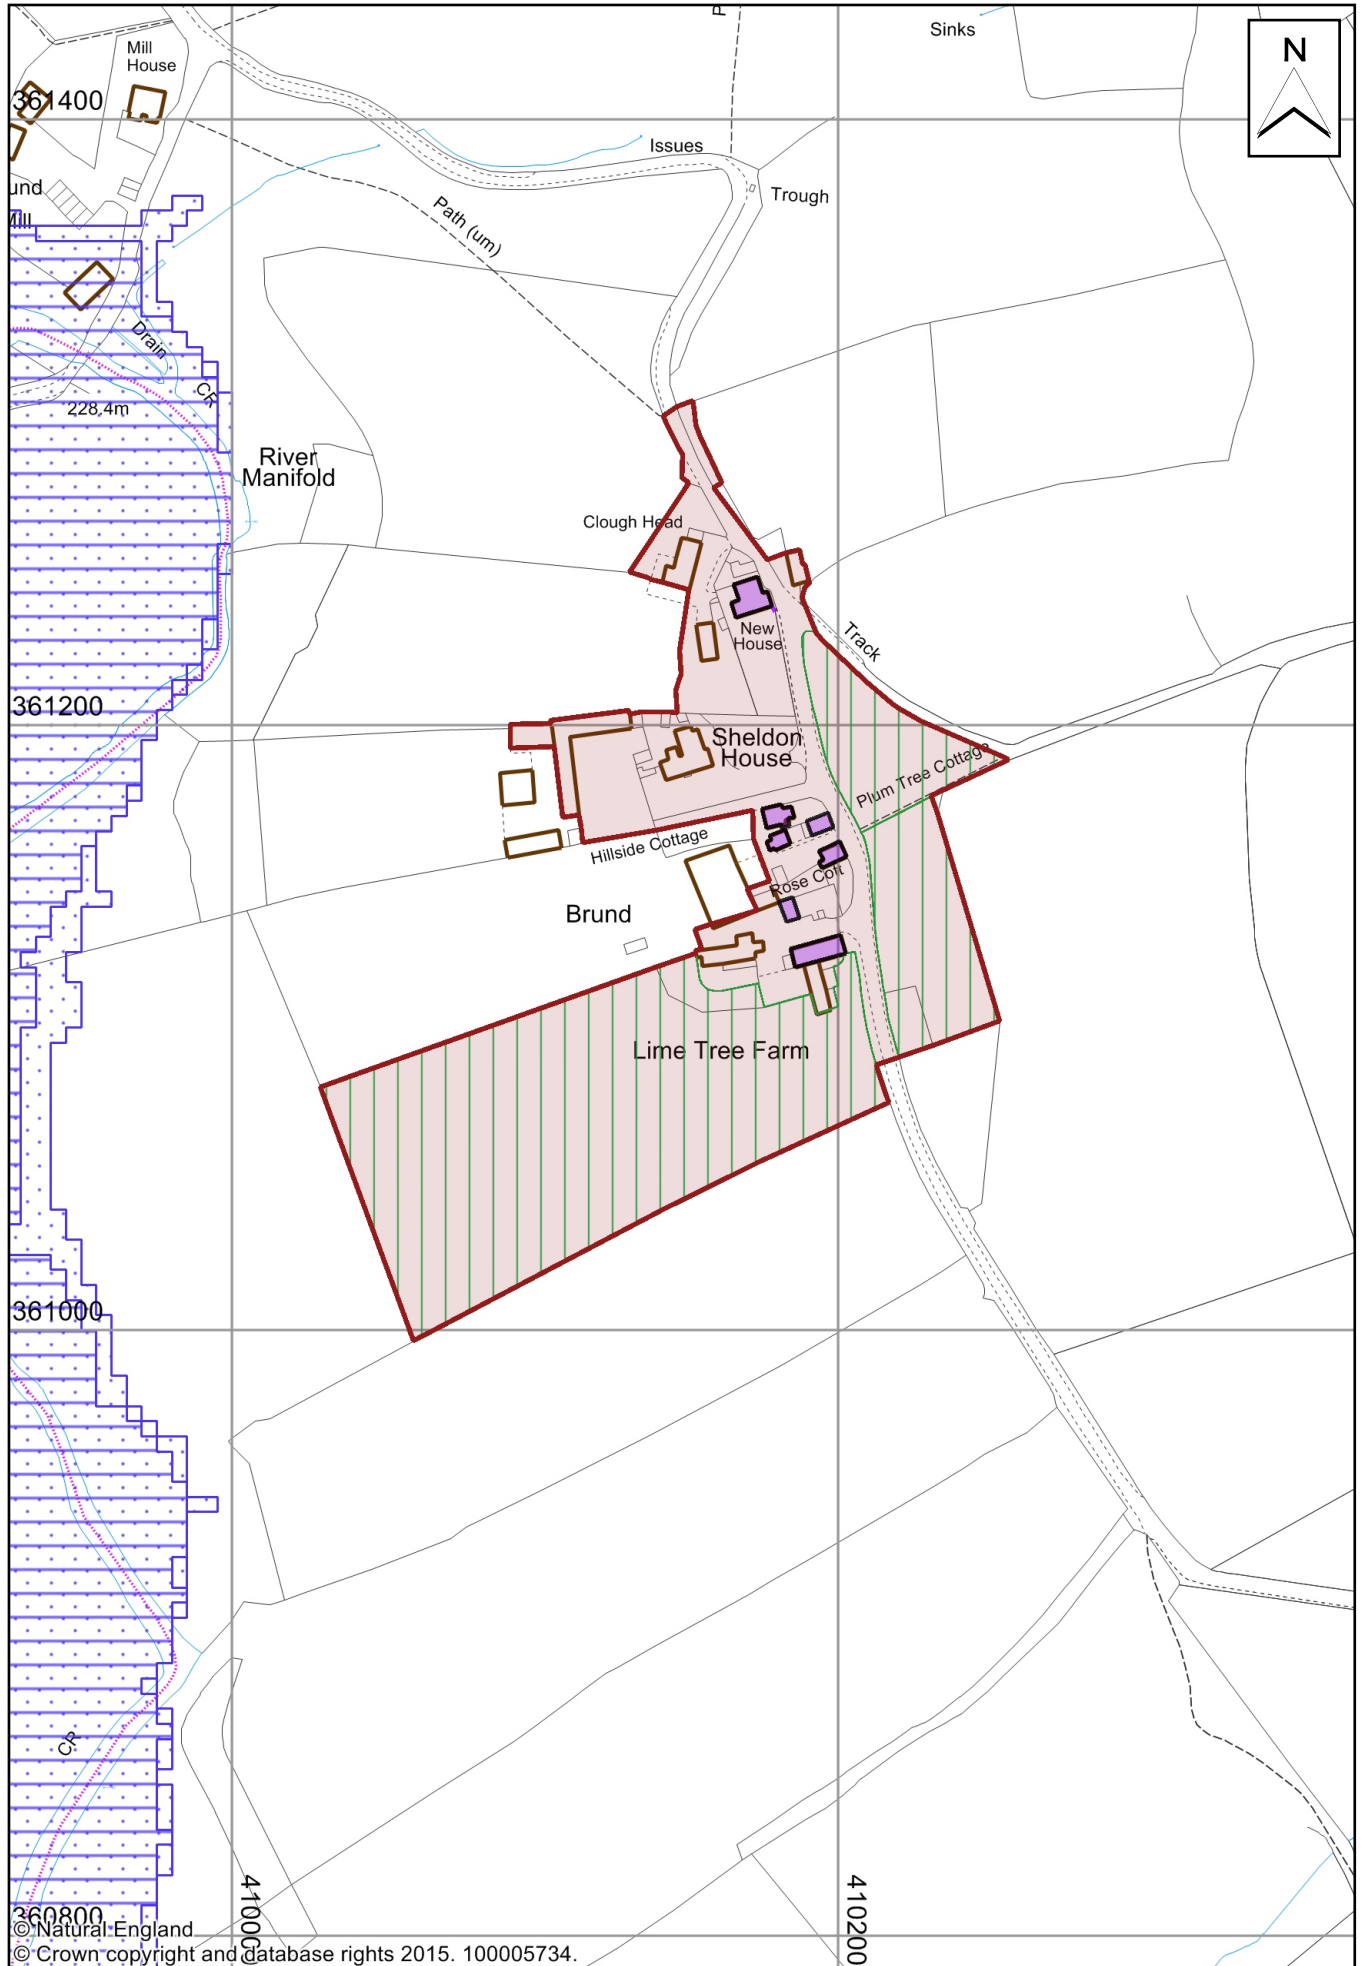 P
Sinks
N
Mill
House
361400
Issues
und
Mill
Trough
Path (um)
Drain
CR
228.4m
River
Manifold
Clough Head
New
House
Track
361200
Sheldon
House
Plum Tree Cottage
Hillside Cottage
Rose Cott
Brund
Lime Tree Farm
361000
CR
410000
410200
360800
© Natural England
© Crown copyright and database rights 2015. 100005734.